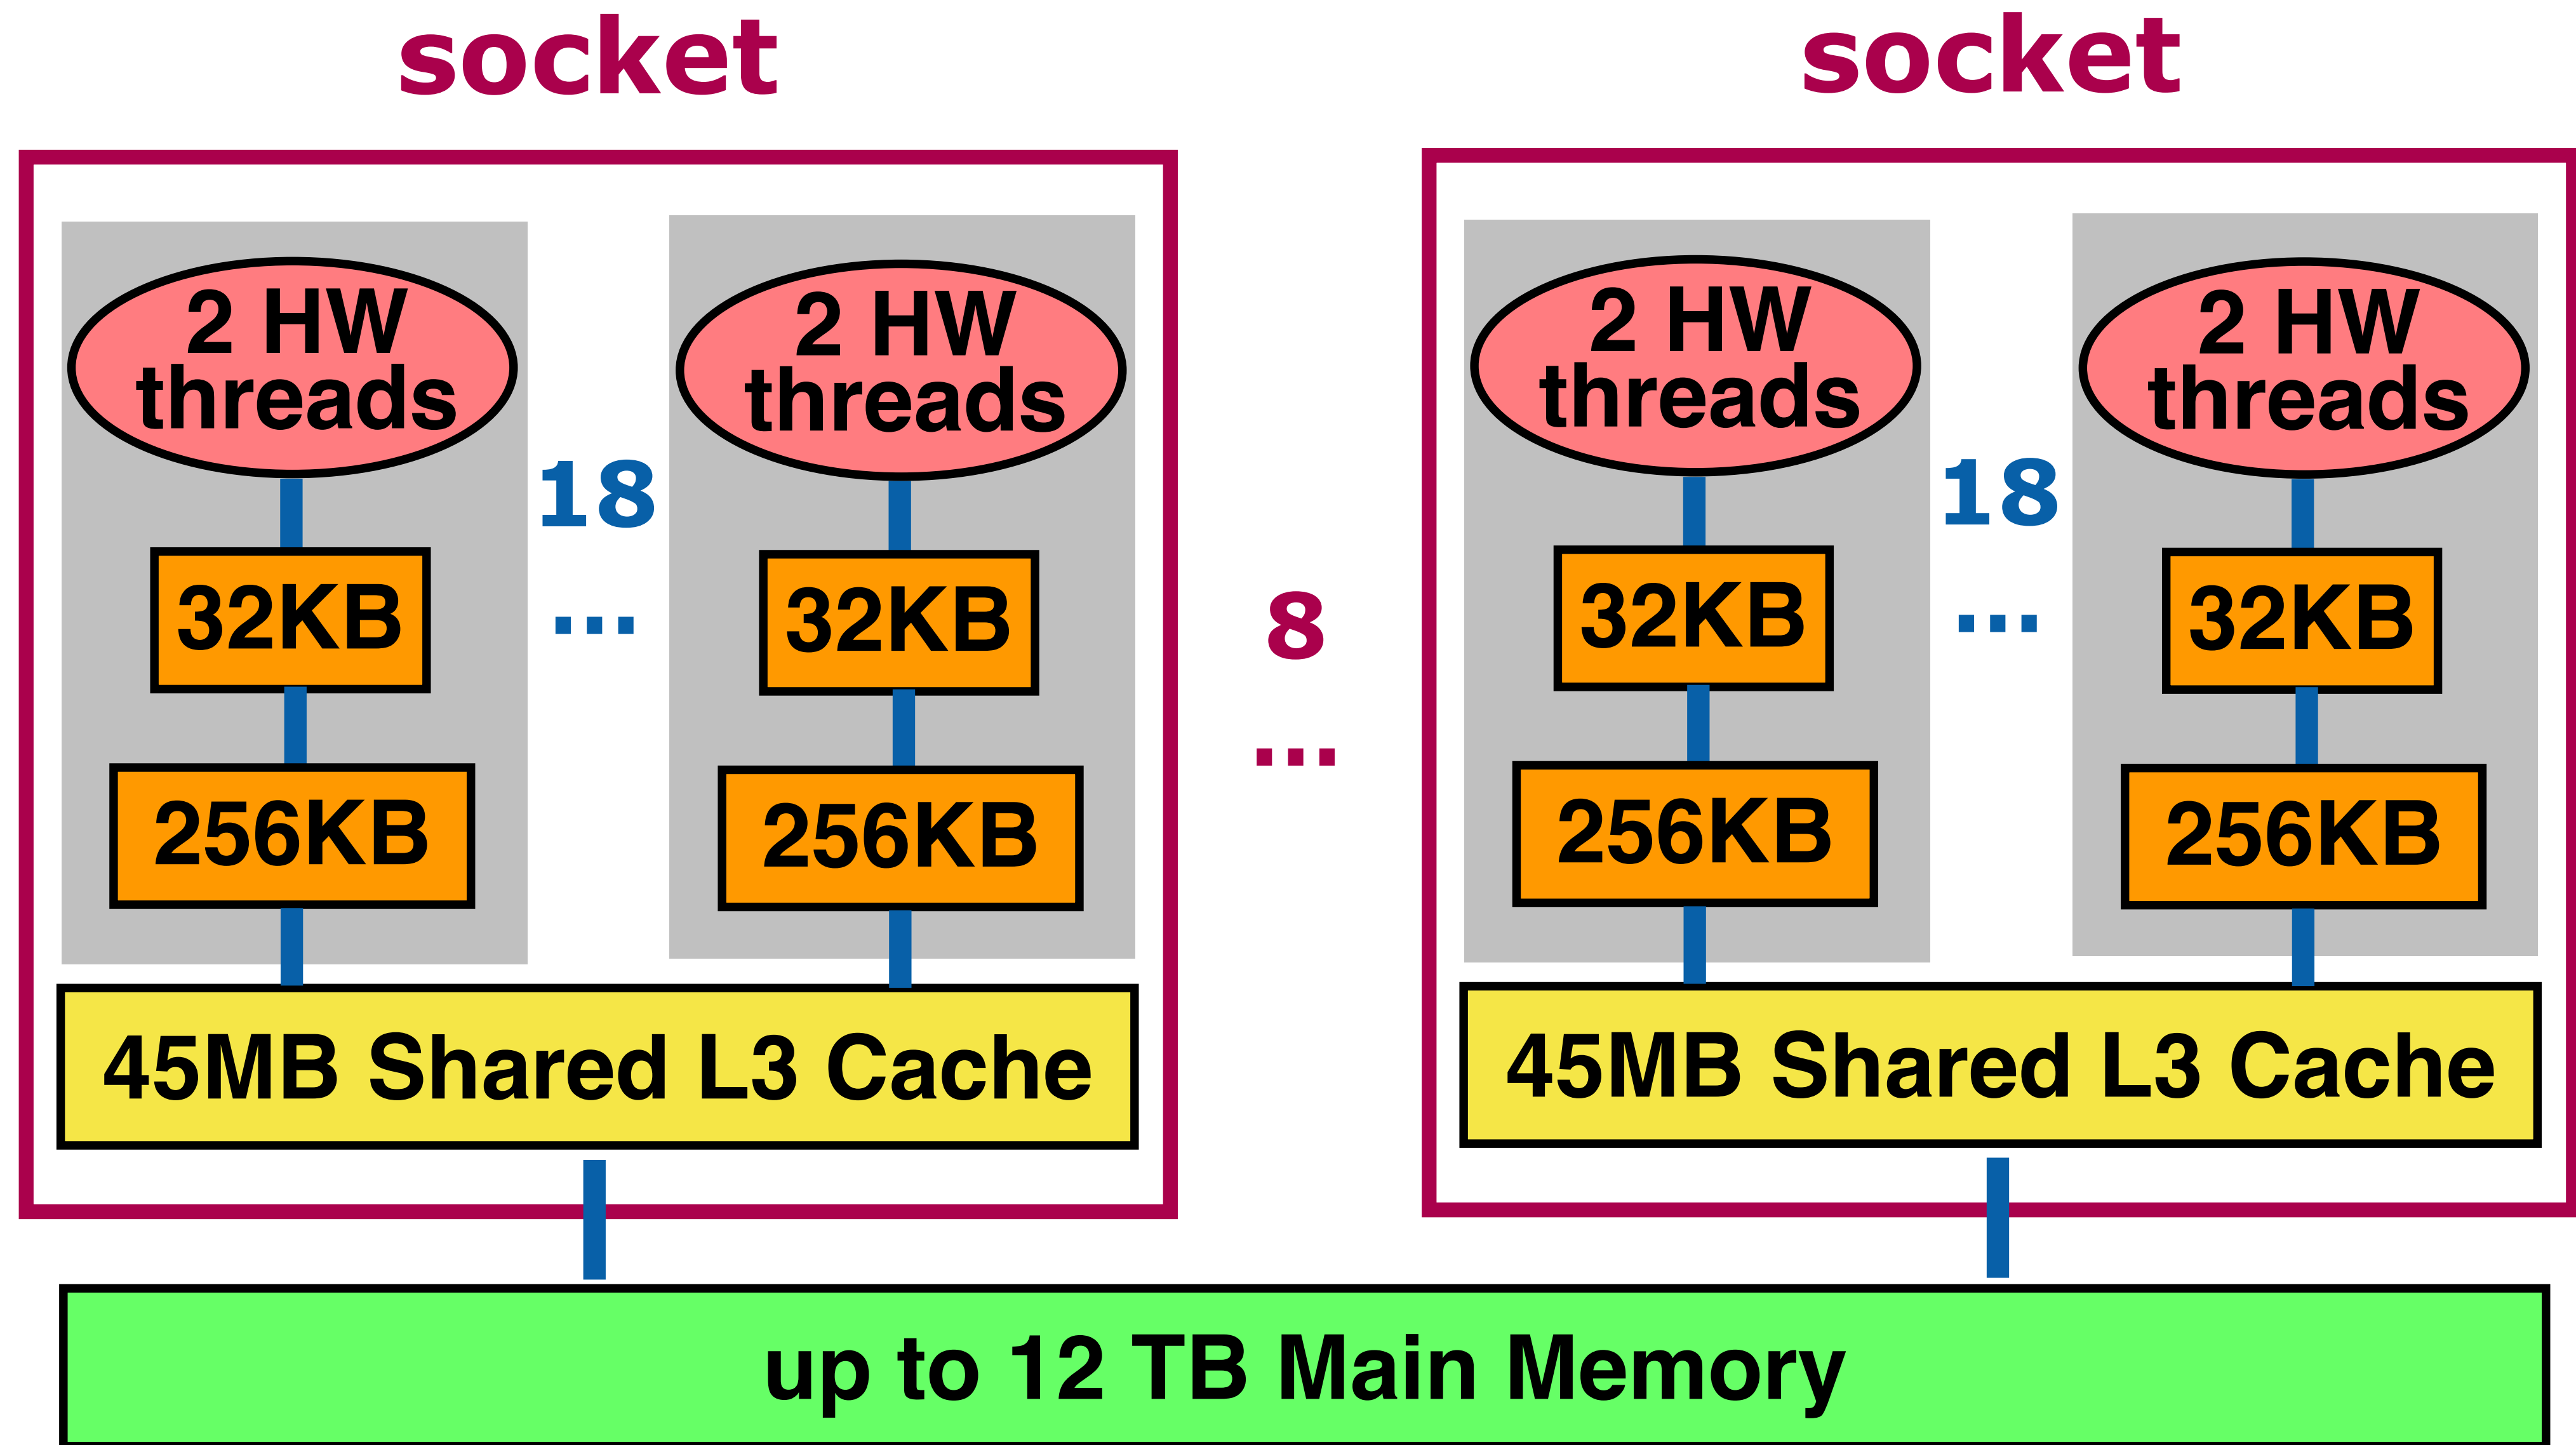 socket
socket
2 HW
threads
2 HW
threads
2 HW
threads
2 HW
threads
18
...
18
...
32KB
32KB
8
...
32KB
32KB
256KB
256KB
256KB
256KB
45MB Shared L3 Cache
45MB Shared L3 Cache
up to 12 TB Main Memory